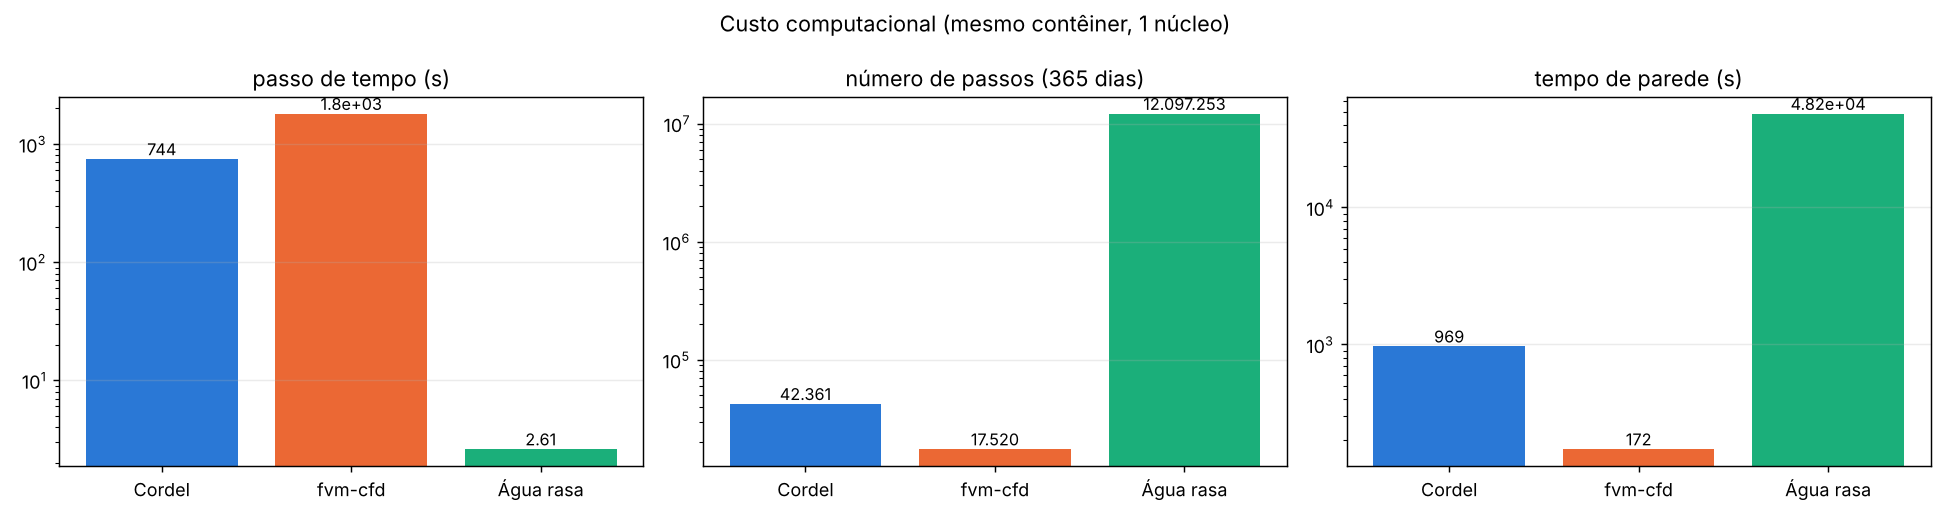 Custo computacional (mesmo contêiner, 1 núcleo)
passo de tempo (s)
10³
10²
10¹
744
1.8e+03
2.61
Cordel
fvm-cfd
Água rasa
número de passos (365 dias)
10⁷
10⁶
10⁵
42.361
17.520
12.097.253
Cordel
fvm-cfd
Água rasa
tempo de parede (s)
10⁴
10³
969
172
4.82e+04
Cordel
fvm-cfd
Água rasa